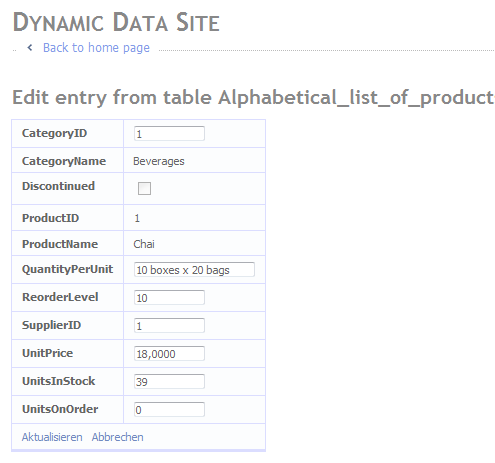 Dynamic Data Site
Back to home page
Edit entry from table Alphabetical_list_of_product
CategoryID 1
CategoryName Beverages
Discontinued
ProductID 1
ProductName Chai
QuantityPerUnit 10 boxes x 20 bags
ReorderLevel 10
SupplierID 1
UnitPrice 18,0000
UnitsInStock 39
UnitsOnOrder 0
Aktualisieren Abbrechen